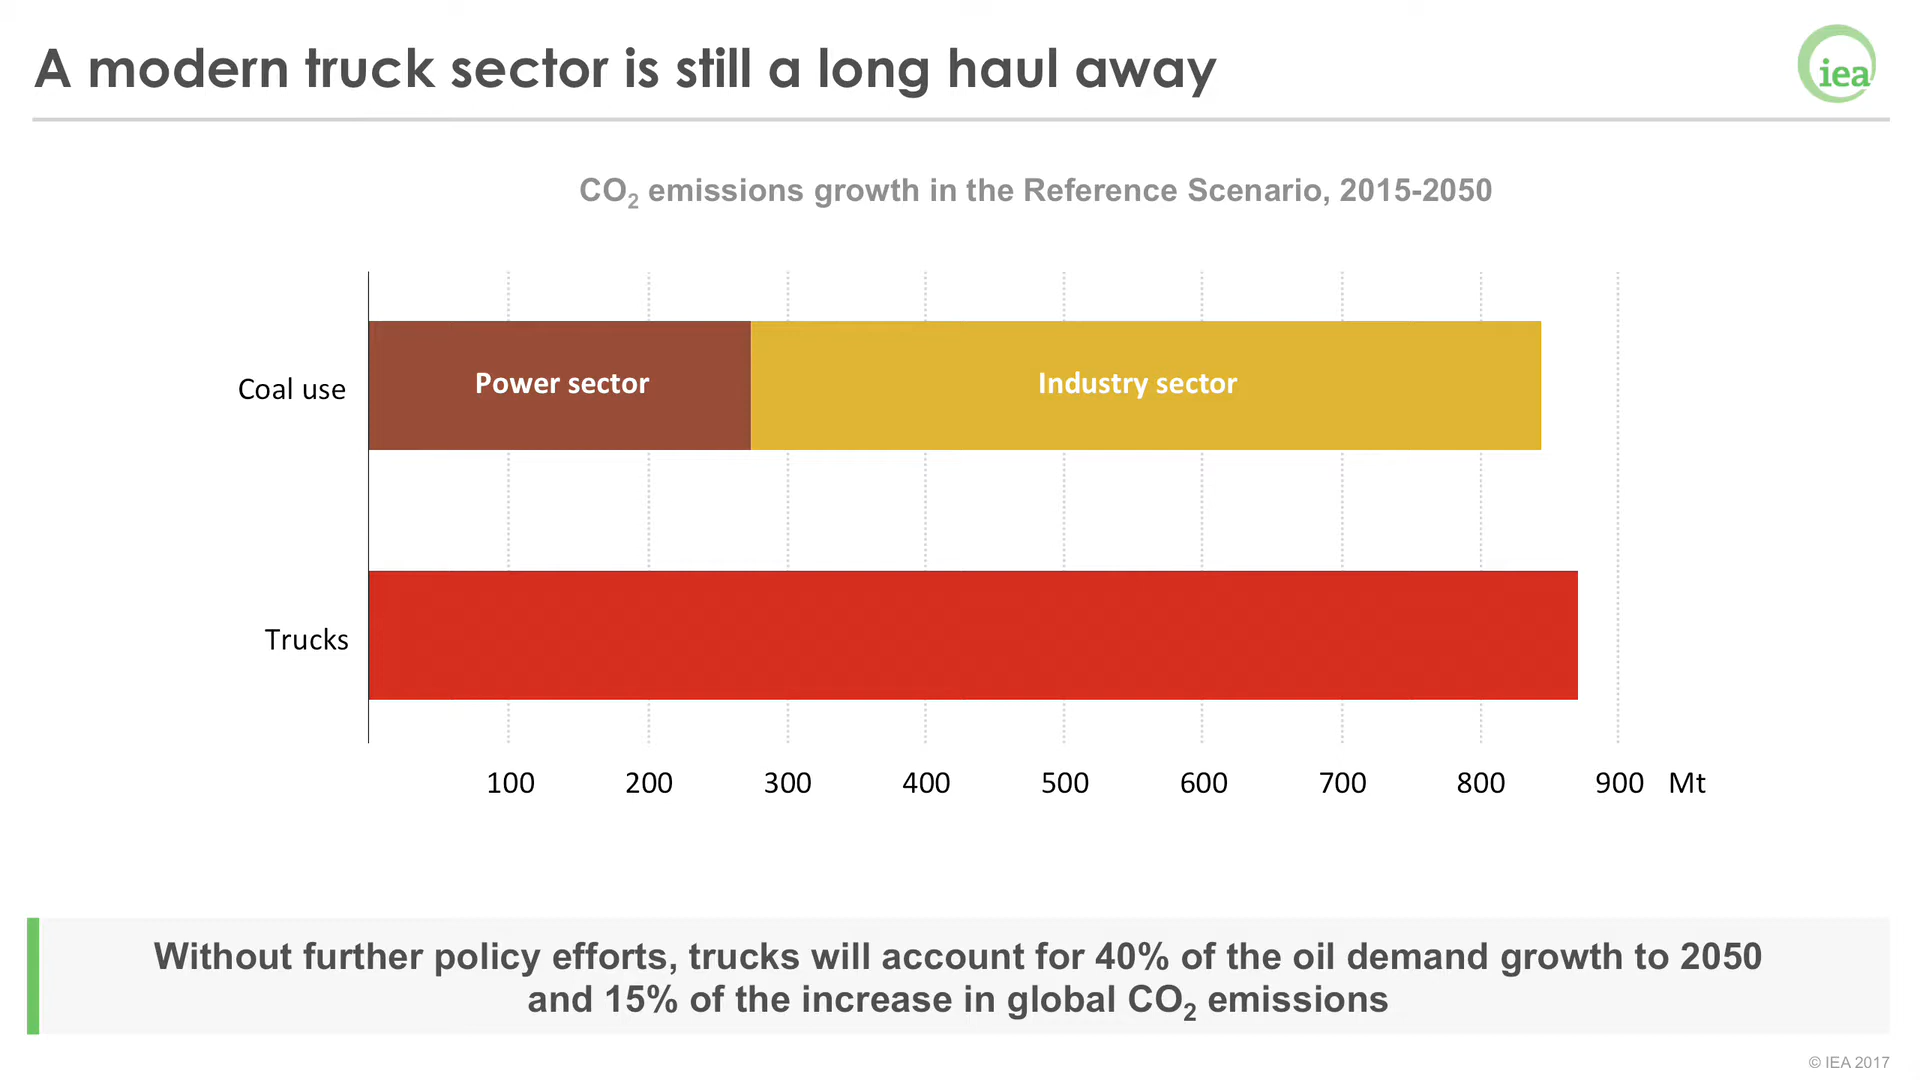 A modern truck sector is still a long haul away
iea
CO₂ emissions growth in the Reference Scenario, 2015-2050
Coal use
Power sector
Industry sector
Trucks
100 200 300 400 500 600 700 800 900 Mt
Without further policy efforts, trucks will account for 40% of the oil demand growth to 2050
and 15% of the increase in global CO₂ emissions
© IEA 2017